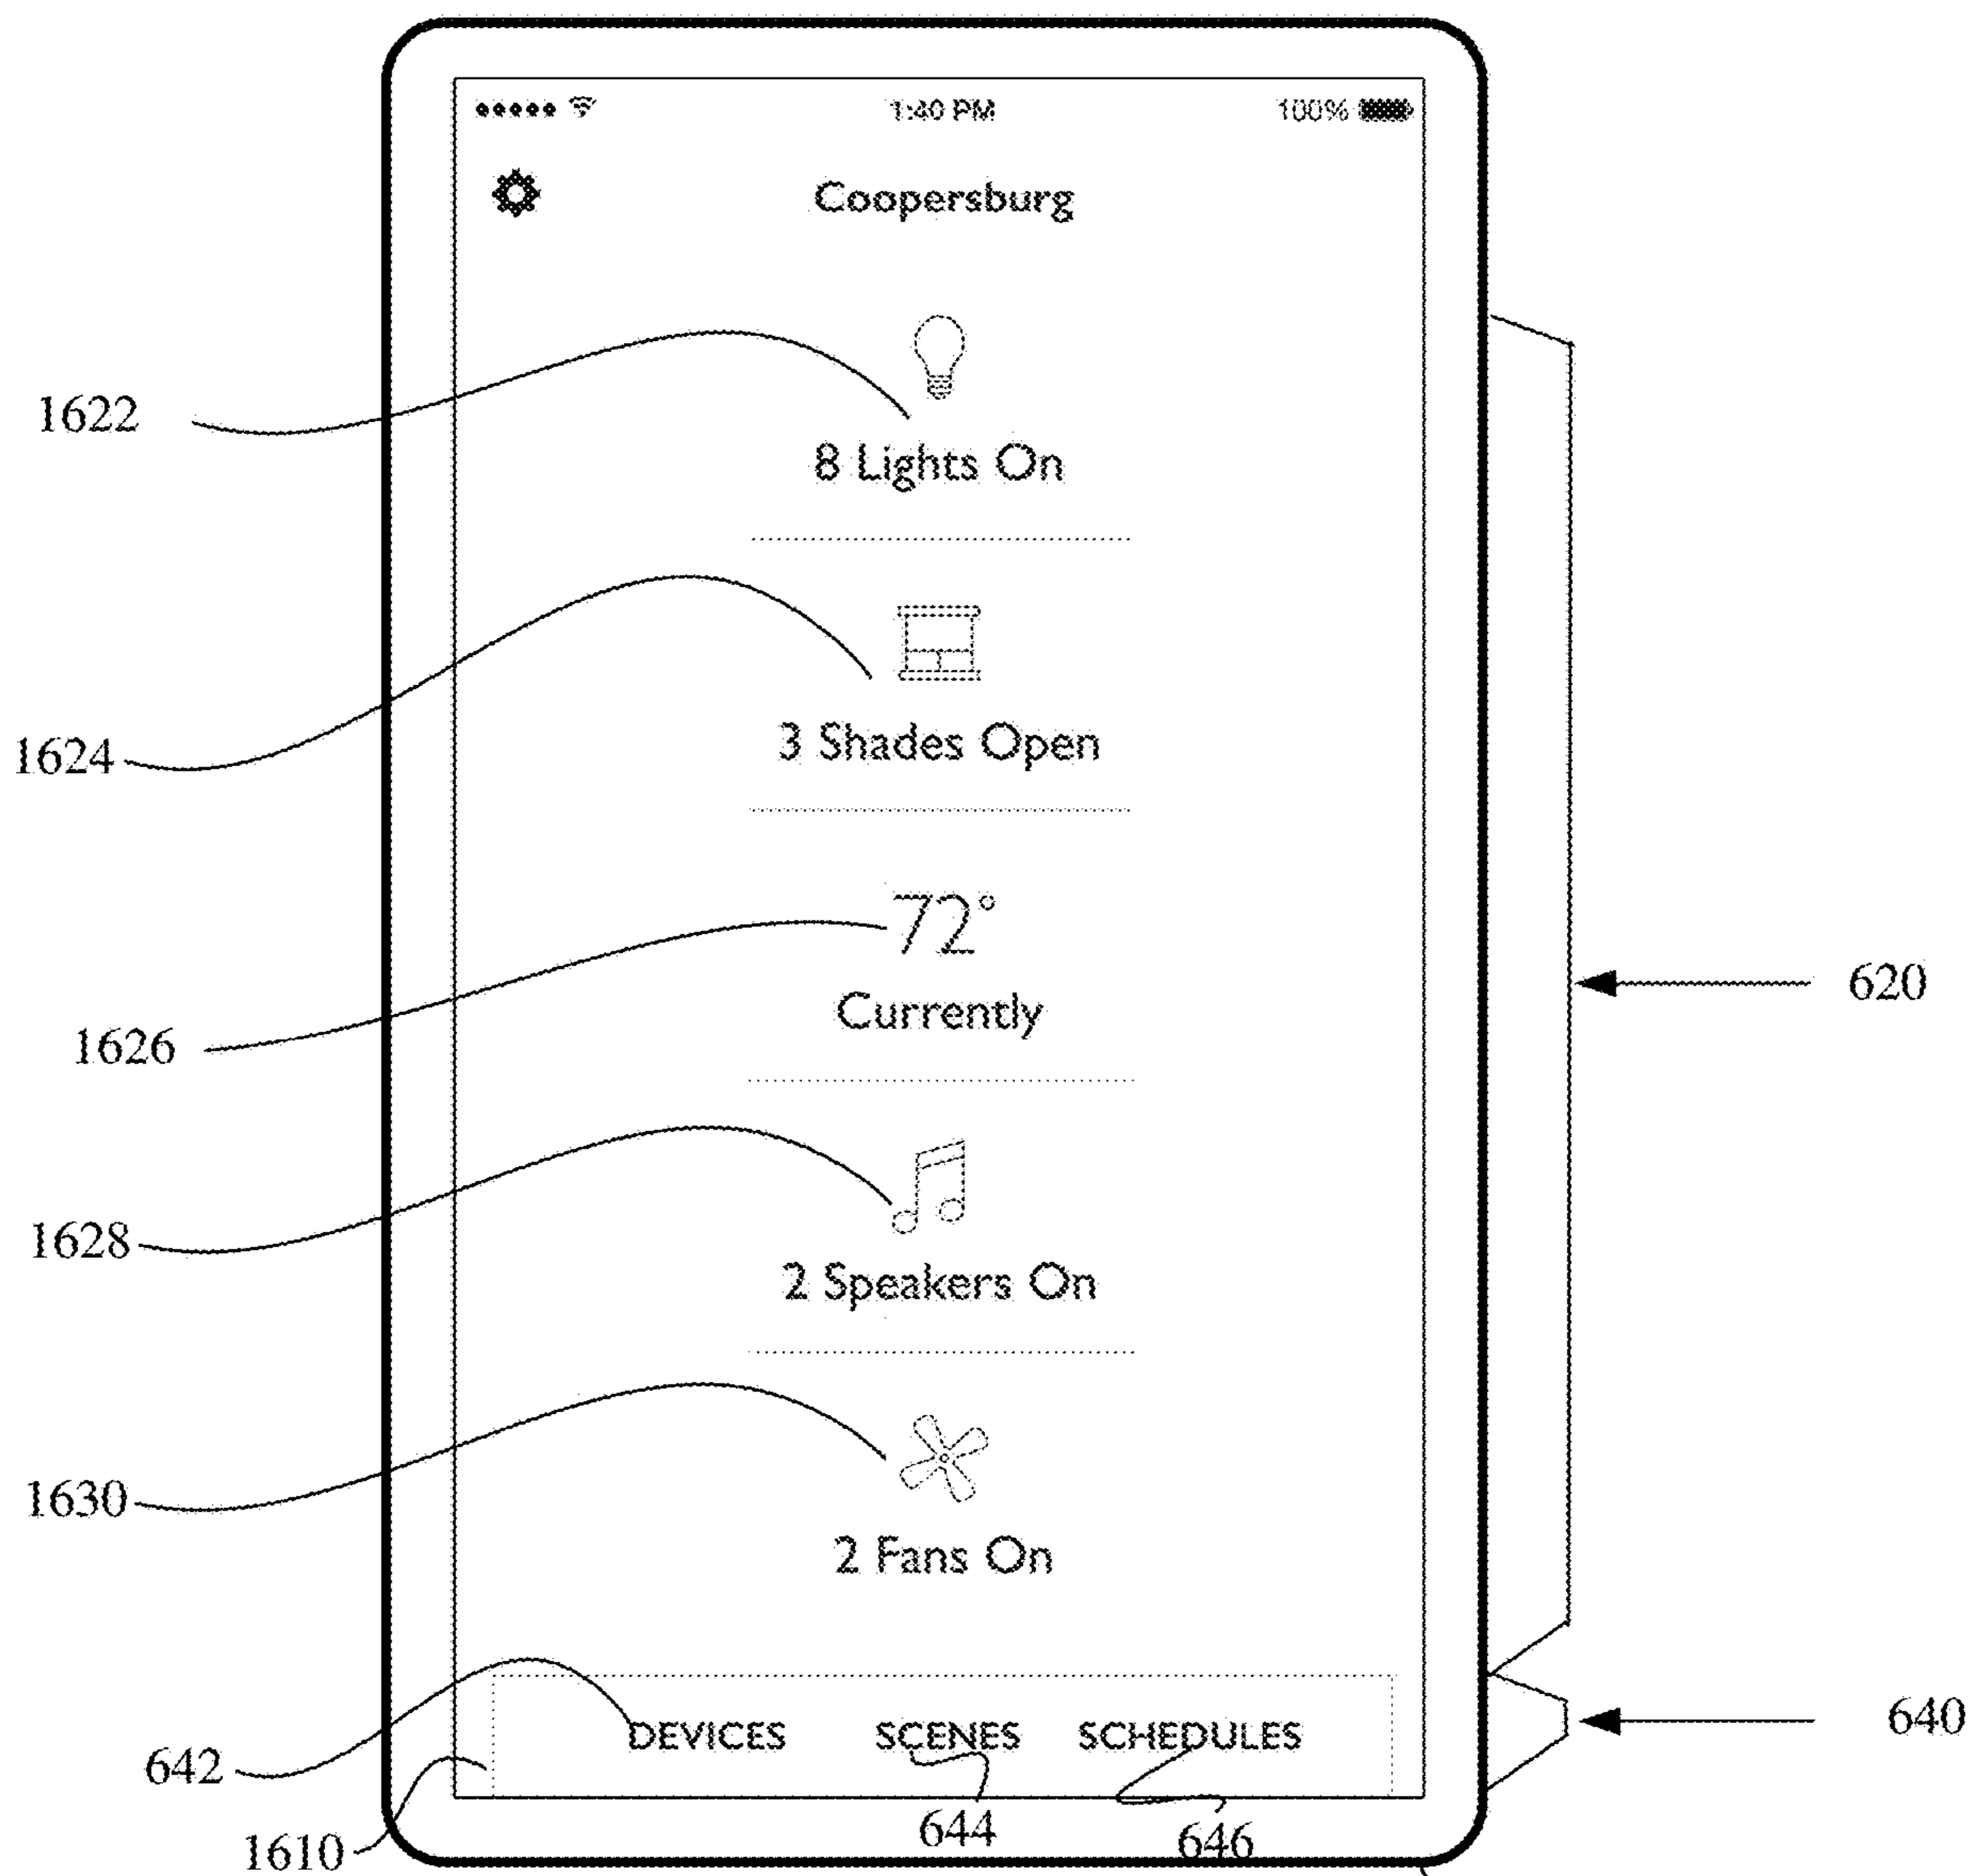 1:40 PM 100%
Coopersburg
1622
8 Lights On
1624
3 Shades Open
72°
620
1626
Currently
1628
2 Speakers On
1630
2 Fans On
642
DEVICES SCENES SCHEDULES
640
1610
644
646